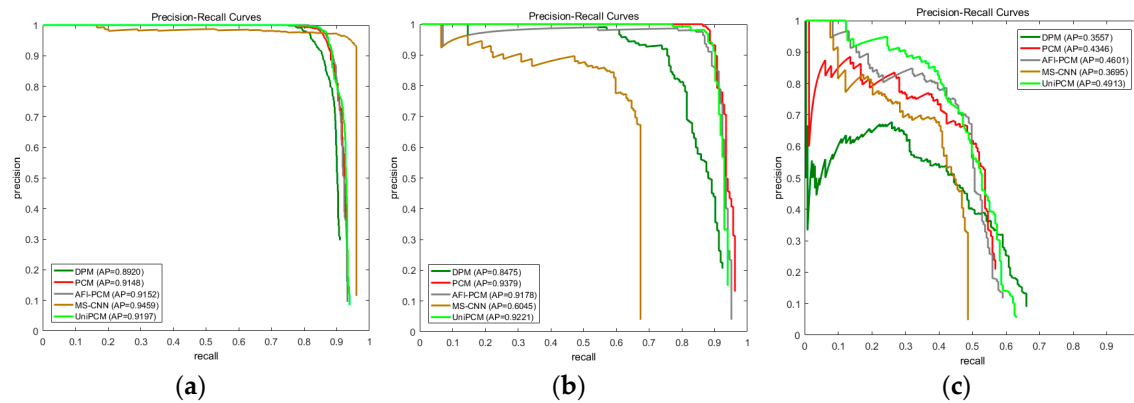 Precision-Recall Curves
1
0.9
0.8
0.7
0.6
0.5
0.4
0.3
0.2
0.1
0
precision
DPM (AP=0.8920)
PCM (AP=0.9148)
AFI-PCM (AP=0.9152)
MS-CNN (AP=0.9459)
UniPCM (AP=0.9197)
0 0.1 0.2 0.3 0.4 0.5 0.6 0.7 0.8 0.9 1
recall
(a)
Precision-Recall Curves
1
0.9
0.8
0.7
0.6
0.5
0.4
0.3
0.2
0.1
0
precision
DPM (AP=0.8475)
PCM (AP=0.9379)
AFI-PCM (AP=0.9178)
MS-CNN (AP=0.6045)
UniPCM (AP=0.9221)
0 0.1 0.2 0.3 0.4 0.5 0.6 0.7 0.8 0.9 1
recall
(b)
Precision-Recall Curves
1
0.9
0.8
0.7
0.6
0.5
0.4
0.3
0.2
0.1
0
precision
DPM (AP=0.3557)
PCM (AP=0.4346)
AFI-PCM (AP=0.4601)
MS-CNN (AP=0.3695)
UniPCM (AP=0.4913)
0 0.1 0.2 0.3 0.4 0.5 0.6 0.7 0.8 0.9
recall
(c)